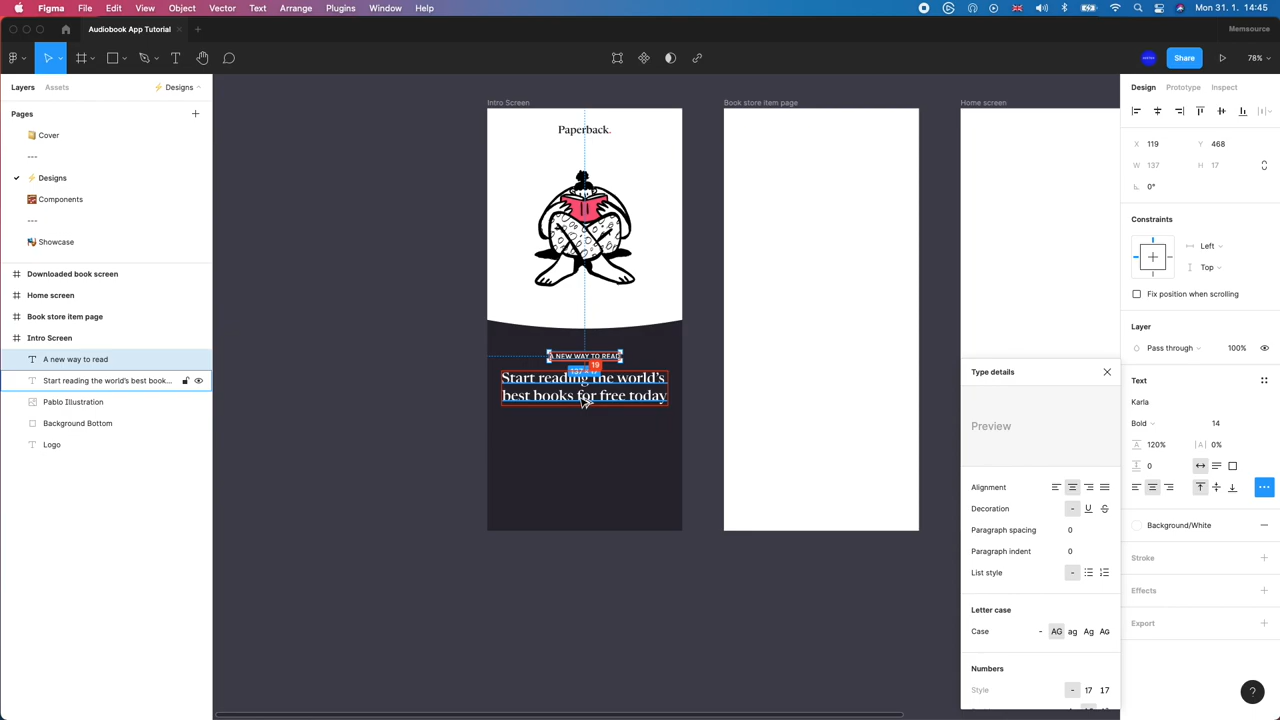 File Edit View Object Vector Text Arrange Plugins Window Help
Audiobook App Tutorial
Memsource
Share
78%
Layers
Assets
⚡ Designs
Pages
Cover
---
⚡ Designs
Components
---
Showcase
Downloaded book screen
Home screen
Book store item page
Intro Screen
A new way to read
Start reading the world's best book...
Pablo Illustration
Background Bottom
Logo
Intro Screen
Paperback.
A NEW WAY TO READ
19
137 × 17
Start reading the world's
best books for free today
Book store item page
Home screen
Type details
Preview
Alignment
Decoration
-
U
S
Paragraph spacing
0
Paragraph indent
0
List style
-
Letter case
Case
- AG ag Ag AG
Numbers
Style
- 17 17
Design
Prototype
Inspect
X 119
Y 468
W 137
H 17
0°
Constraints
Left
Top
Fix position when scrolling
Layer
Pass through
100%
Text
Karla
Bold
14
A 120%
|A| 0%
0
Background/White
Stroke
Effects
Export
?